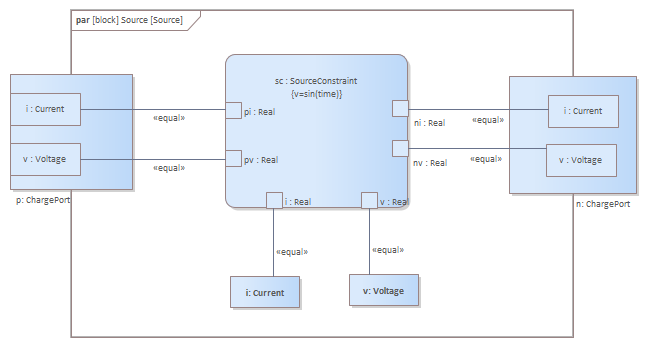 par [block] Source [Source]
sc : SourceConstraint
{v=sin(time)}
i : Current
«equal»
pi : Real
ni : Real
«equal»
i : Current
v : Voltage
«equal»
pv : Real
nv : Real
«equal»
v : Voltage
p: ChargePort
i : Real
v : Real
n: ChargePort
«equal»
«equal»
i: Current
v: Voltage